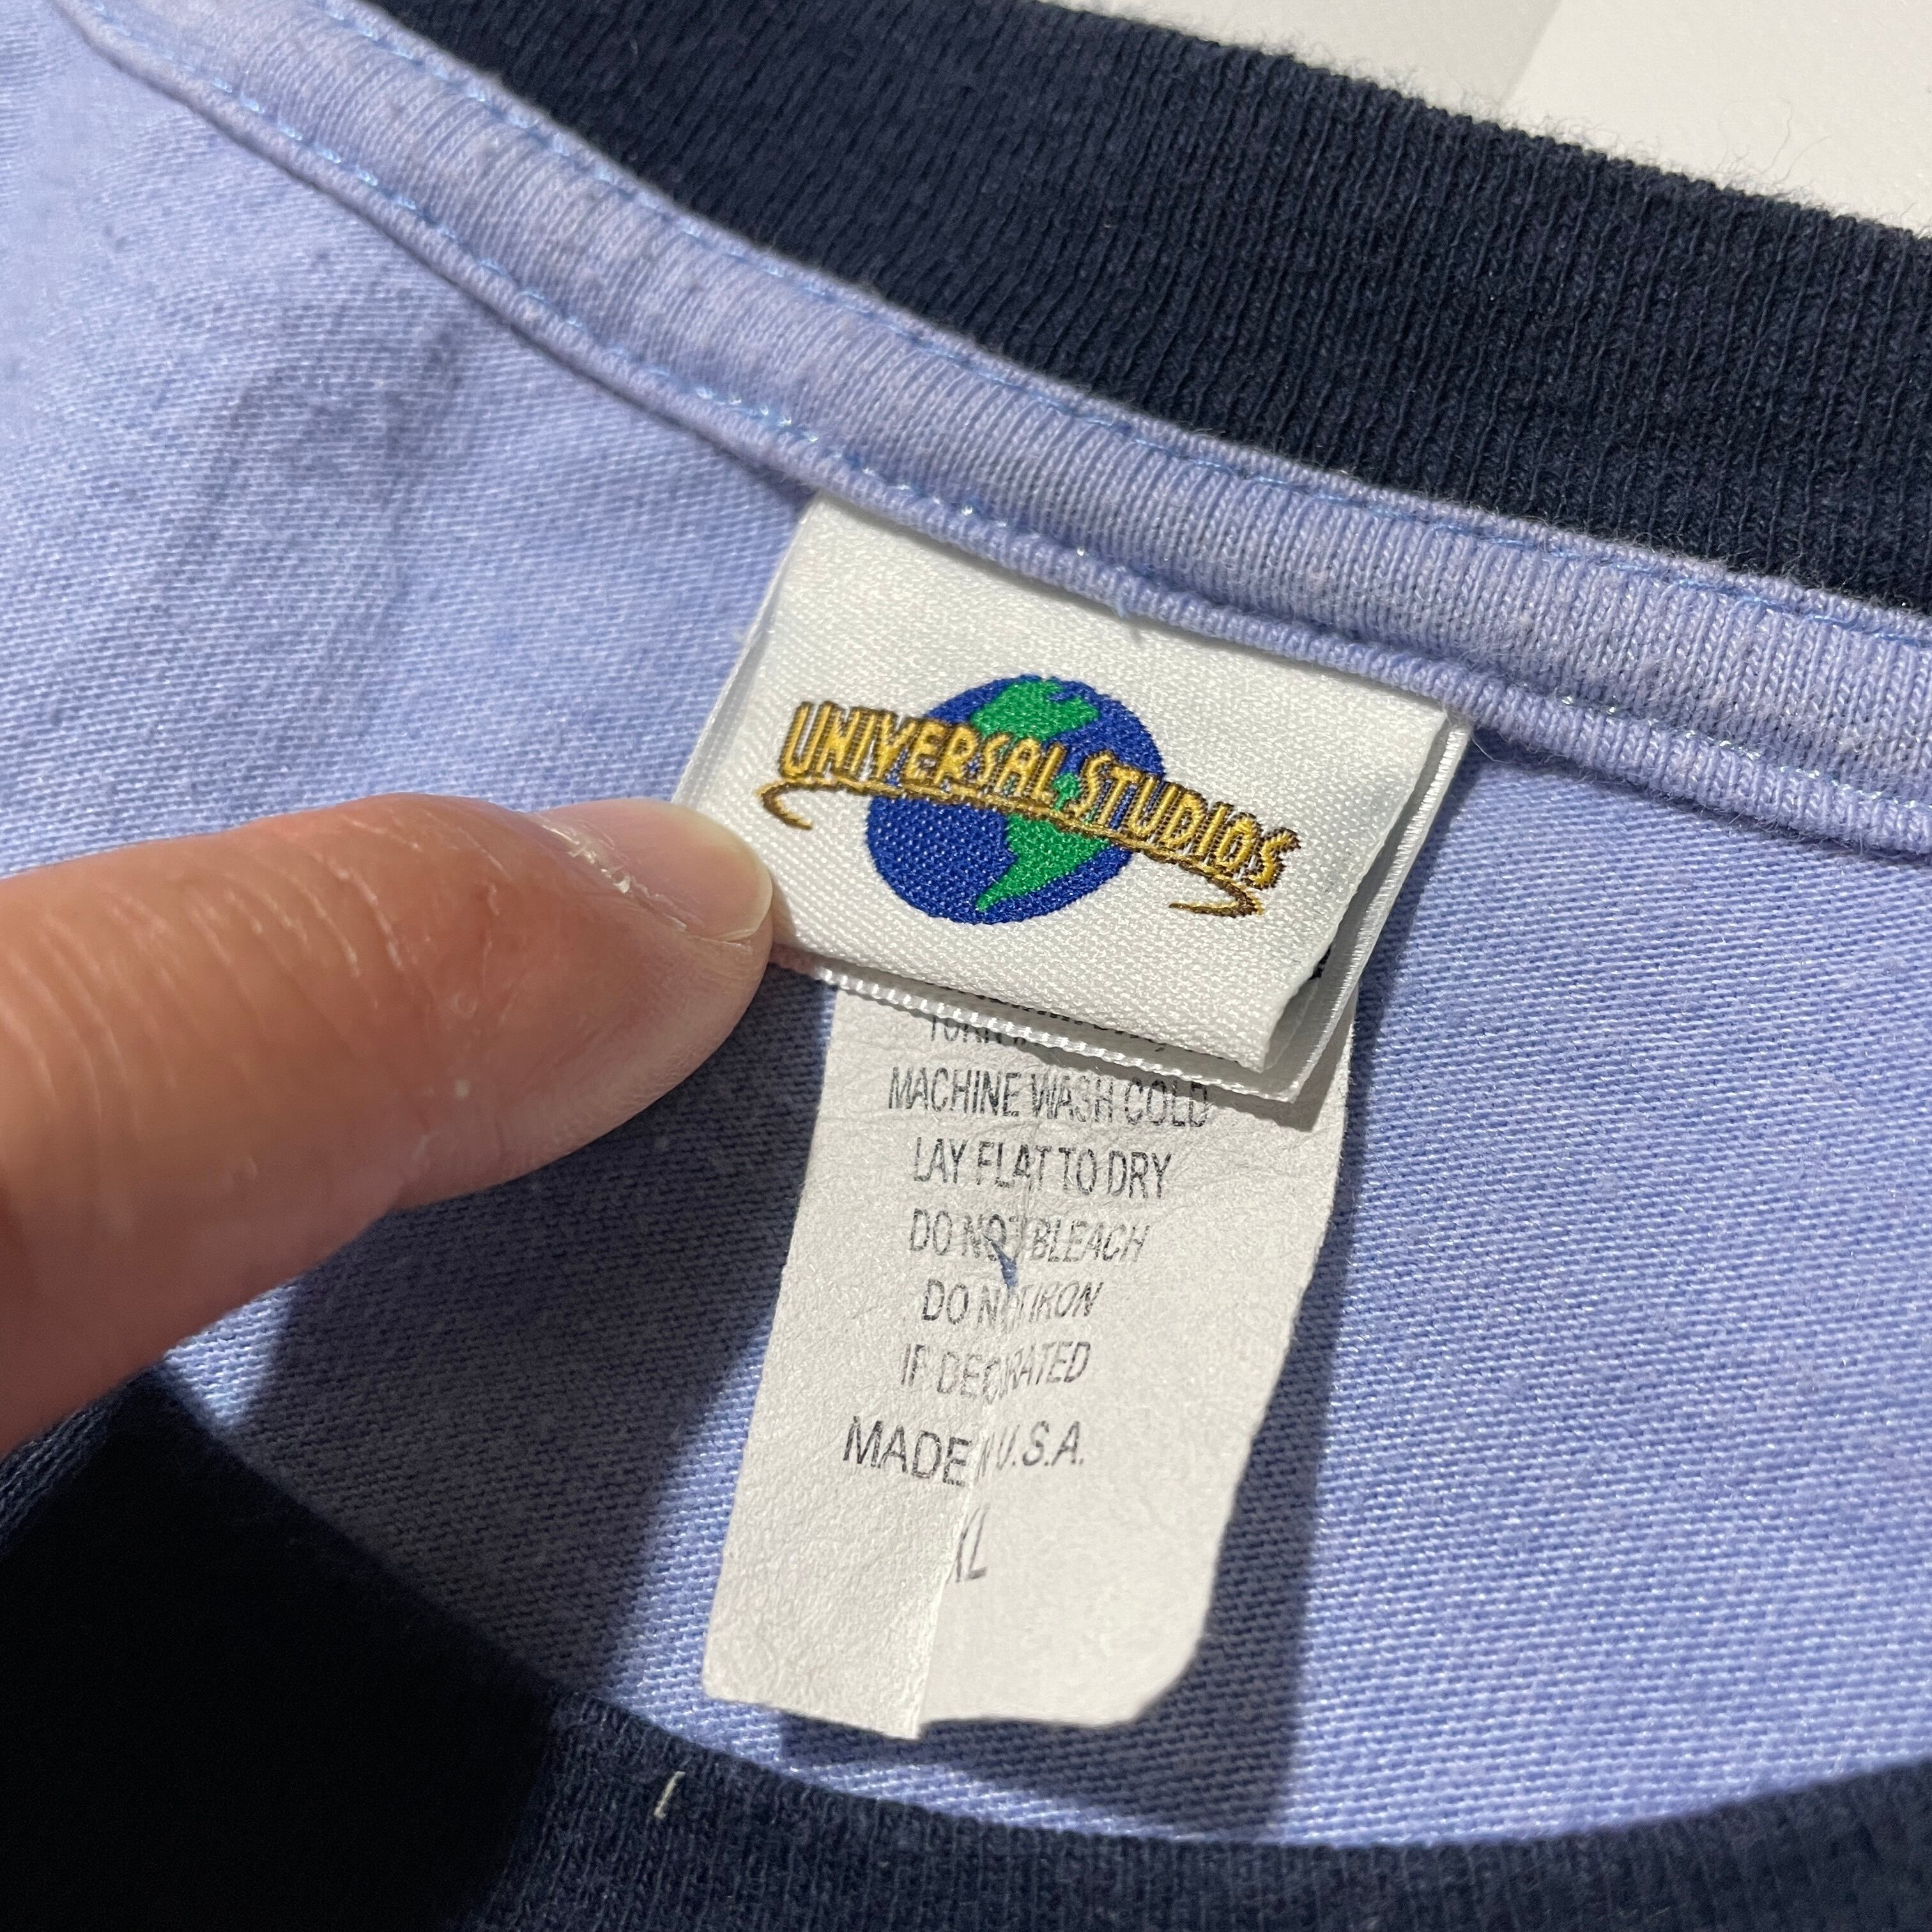 UNIVERSAL STUDIOS
TURN
MACHINE WASH COLD
LAY FLAT TO DRY
DO NOT BLEACH
DO NOT IRON
IF DECORATED
MADE IN U.S.A.
XL